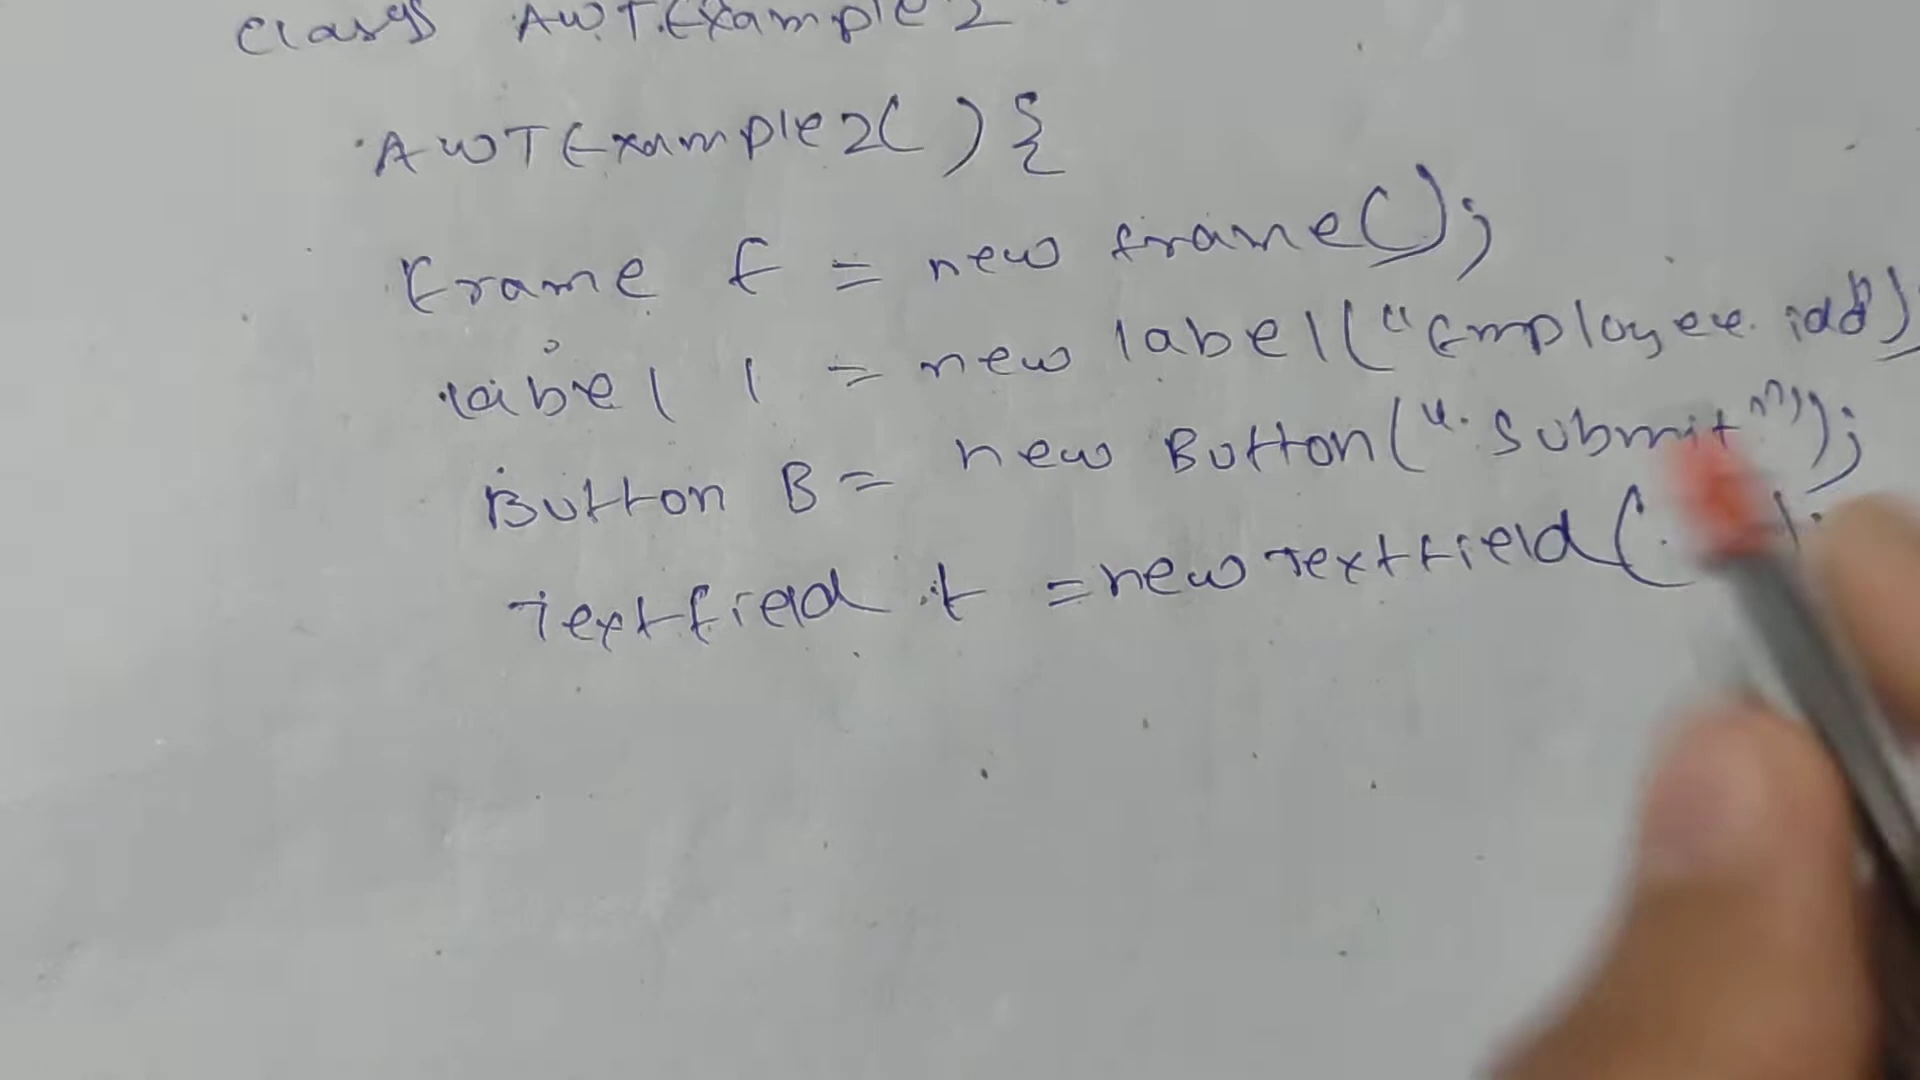 class AWTExample2
AWTExample2( ) {
Frame f = new frame();
label l = new label("Employee id");
Button B = new Button("Submit");
Textfield t = new Textfield( );